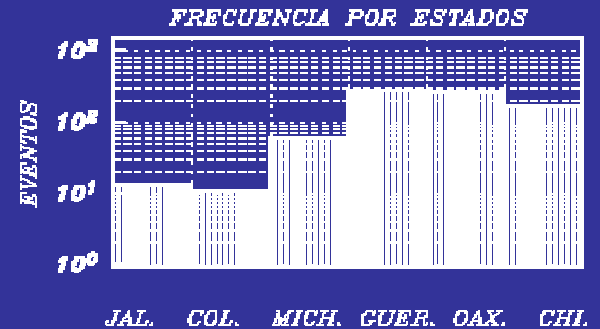 FRECUENCIA POR ESTADOS
10³
10²
10¹
10⁰
EVENTOS
JAL. COL. MICH. GUER. OAX. CHI.